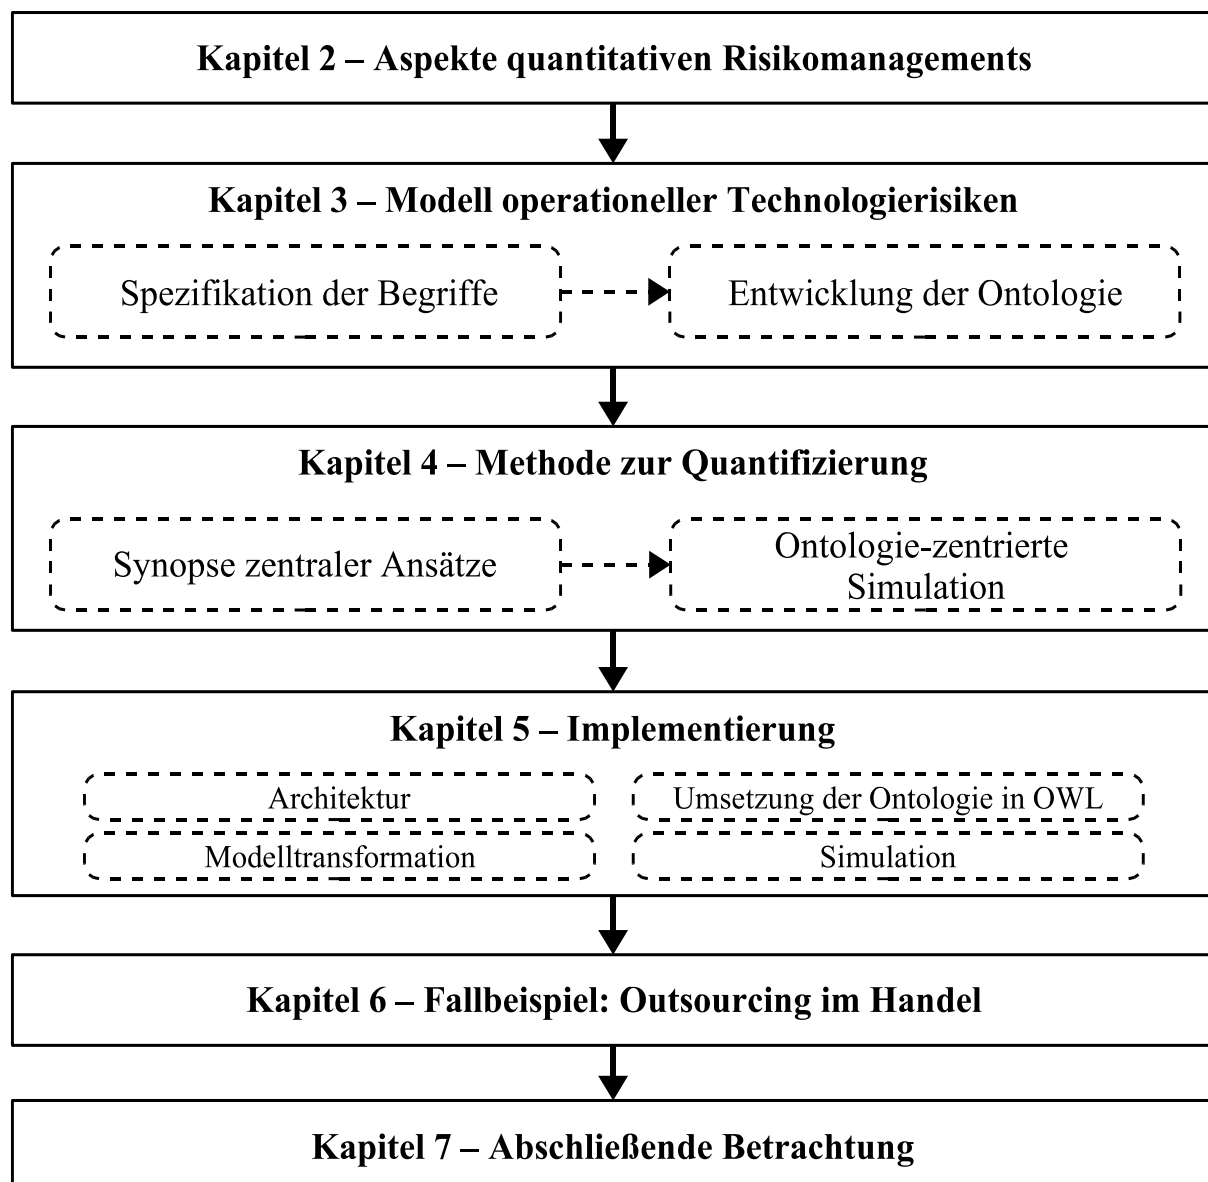 Kapitel 2 – Aspekte quantitativen Risikomanagements
Kapitel 3 – Modell operationeller Technologierisiken
Spezifikation der Begriffe
Entwicklung der Ontologie
Kapitel 4 – Methode zur Quantifizierung
Synopse zentraler Ansätze
Ontologie-zentrierte
Simulation
Kapitel 5 – Implementierung
Architektur
Umsetzung der Ontologie in OWL
Modelltransformation
Simulation
Kapitel 6 – Fallbeispiel: Outsourcing im Handel
Kapitel 7 – Abschließende Betrachtung